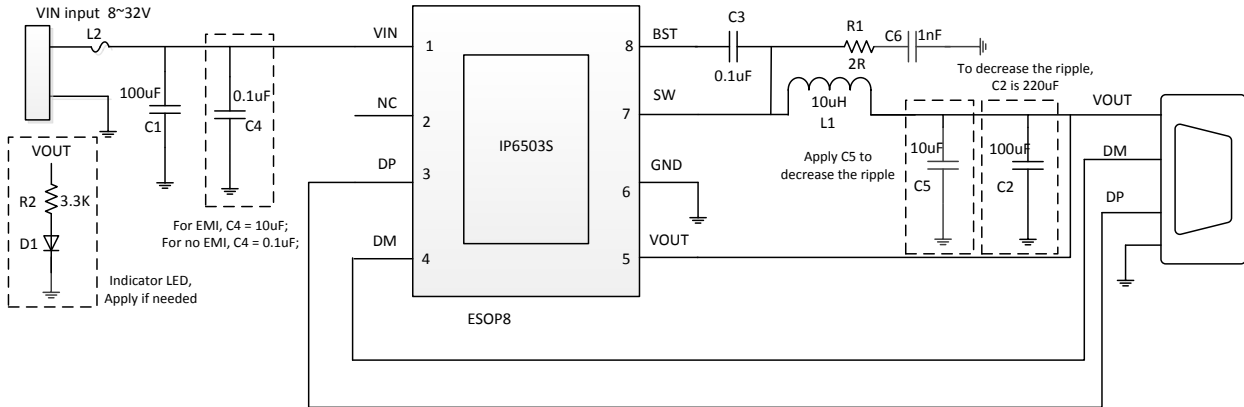 VIN input 8~32V
L2
VIN
1
100uF
C1
0.1uF
C4
NC
2
DP
3
DM
4
IP6503S
ESOP8
8
BST
C3
0.1uF
R1
2R
C6
1nF
7
SW
10uH
L1
GND
6
VOUT
5
Apply C5 to
decrease the ripple
To decrease the ripple,
C2 is 220uF
10uF
C5
100uF
C2
VOUT
DM
DP
VOUT
R2
3.3K
D1
For EMI, C4 = 10uF;
For no EMI, C4 = 0.1uF;
Indicator LED,
Apply if needed